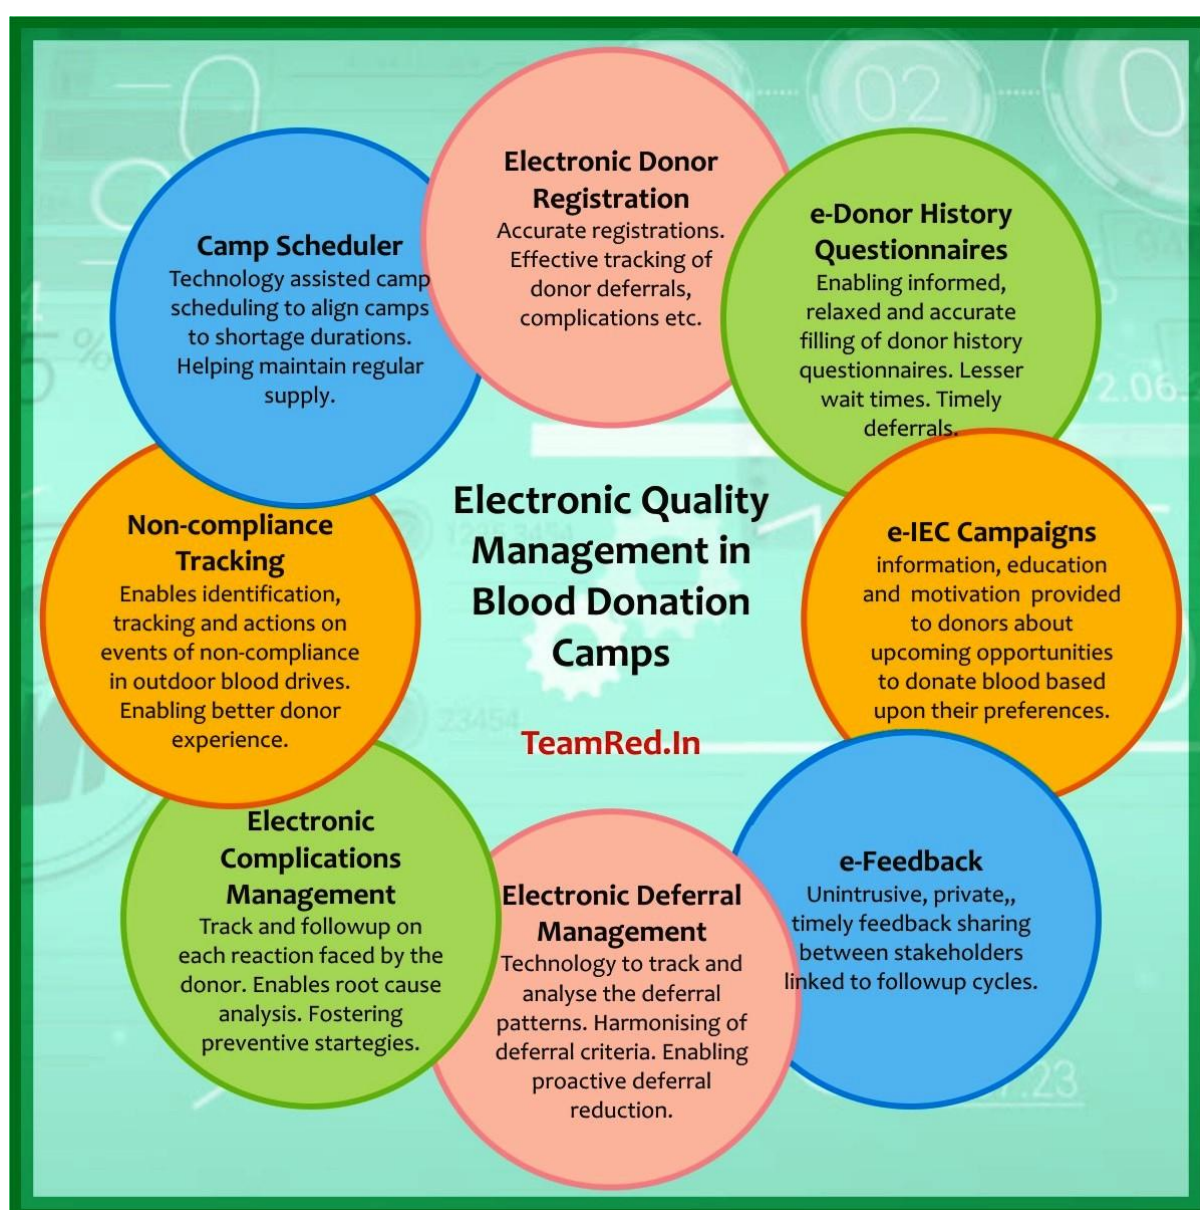 Electronic Donor
Registration
Accurate registrations.
Effective tracking of
donor deferrals,
complications etc.
e-Donor History
Questionnaires
Enabling informed,
relaxed and accurate
filling of donor history
questionnaires. Lesser
wait times. Timely
deferrals.
e-IEC Campaigns
information, education
and motivation provided
to donors about
upcoming opportunities
to donate blood based
upon their preferences.
e-Feedback
Unintrusive, private,,
timely feedback sharing
between stakeholders
linked to followup cycles.
Electronic Deferral
Management
Technology to track and
analyse the deferral
patterns. Harmonising of
deferral criteria. Enabling
proactive deferral
reduction.
Electronic
Complications
Management
Track and followup on
each reaction faced by the
donor. Enables root cause
analysis. Fostering
preventive startegies.
Non-compliance
Tracking
Enables identification,
tracking and actions on
events of non-compliance
in outdoor blood drives.
Enabling better donor
experience.
Camp Scheduler
Technology assisted camp
scheduling to align camps
to shortage durations.
Helping maintain regular
supply.
Electronic Quality
Management in
Blood Donation
Camps
TeamRed.In
02
23454